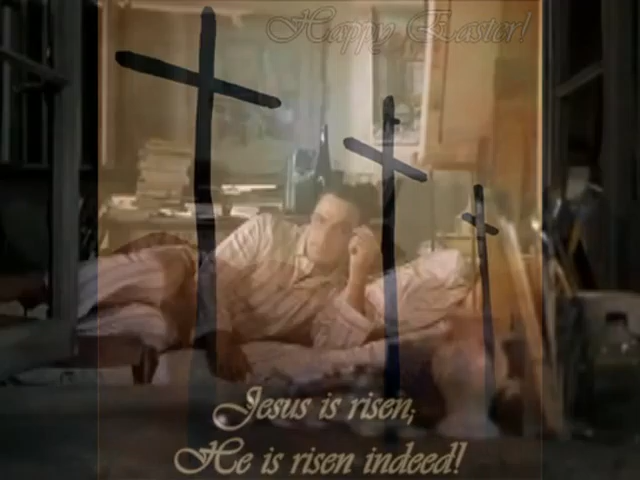 Happy Easter!
Jesus is risen;
He is risen indeed!